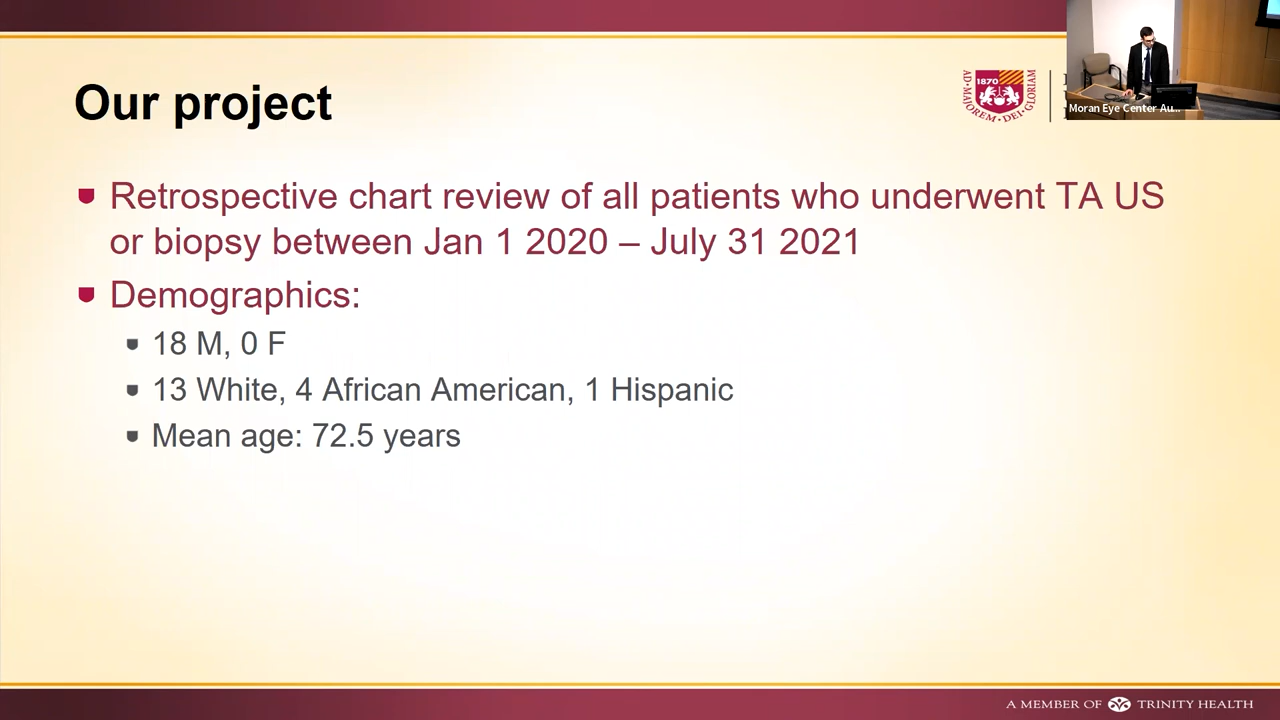 Our project
1870
AD • MAJOREM • DEI • GLORIAM
Moran Eye Center Au...
Retrospective chart review of all patients who underwent TA US
or biopsy between Jan 1 2020 – July 31 2021
Demographics:
18 M, 0 F
13 White, 4 African American, 1 Hispanic
Mean age: 72.5 years
A MEMBER OF TRINITY HEALTH